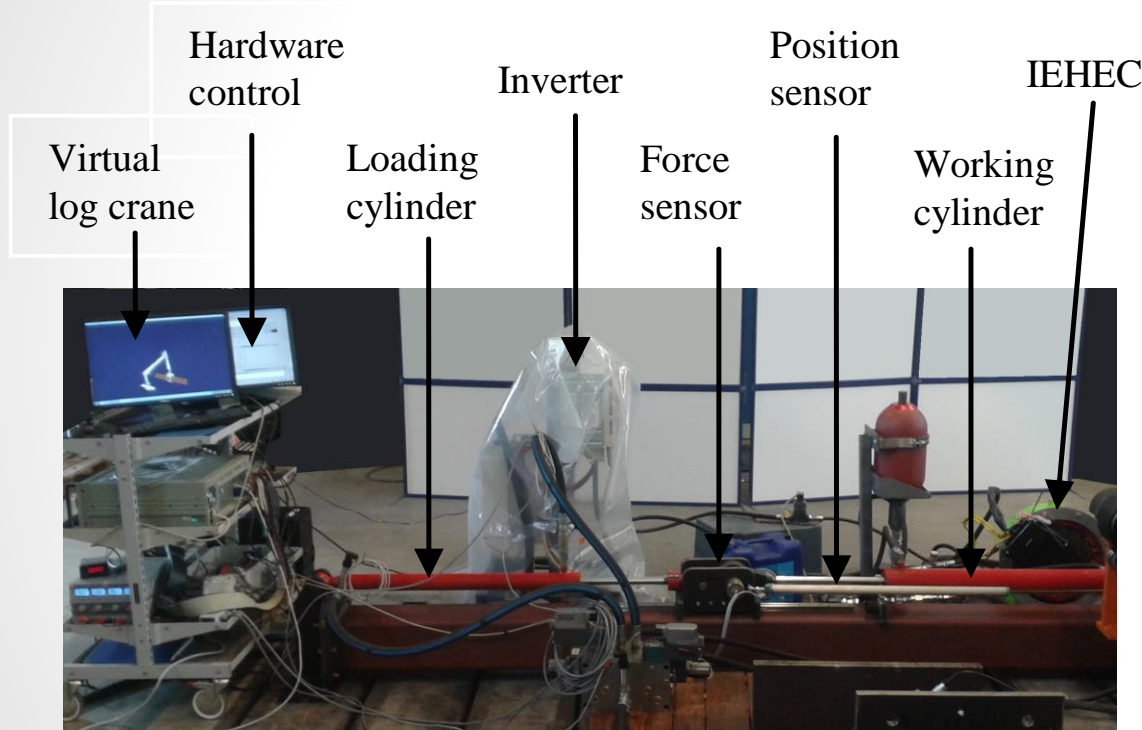 Hardware
control
Inverter
Position
sensor
IEHEC
Virtual
log crane
Loading
cylinder
Force
sensor
Working
cylinder